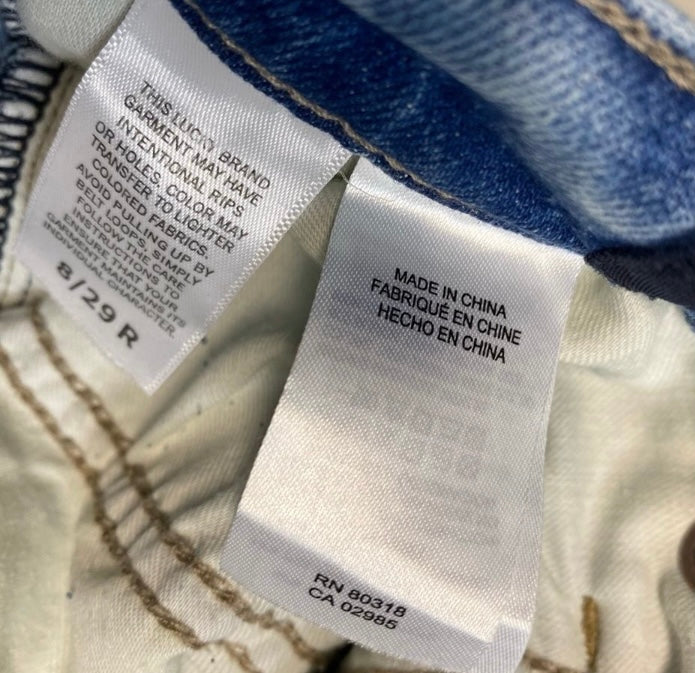 THIS LUCKY BRAND
GARMENT MAY HAVE
INTENTIONAL RIPS
OR HOLES. COLOR MAY
TRANSFER TO LIGHTER
COLORED FABRICS.
AVOID PULLING UP BY
BELT LOOPS, SIMPLY
FOLLOW THE CARE
INSTRUCTIONS TO
ENSURE THAT YOUR
GARMENT MAINTAINS ITS
INDIVIDUAL CHARACTER.
8/29 R
MADE IN CHINA
FABRIQUÉ EN CHINE
HECHO EN CHINA
RN 80318
CA 02985